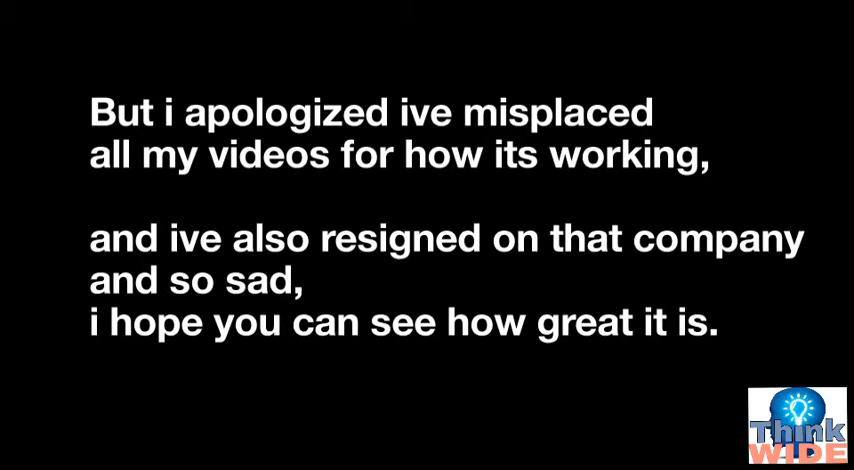 But i apologized ive misplaced
all my videos for how its working,
and ive also resigned on that company
and so sad,
i hope you can see how great it is.
Think
WIDE